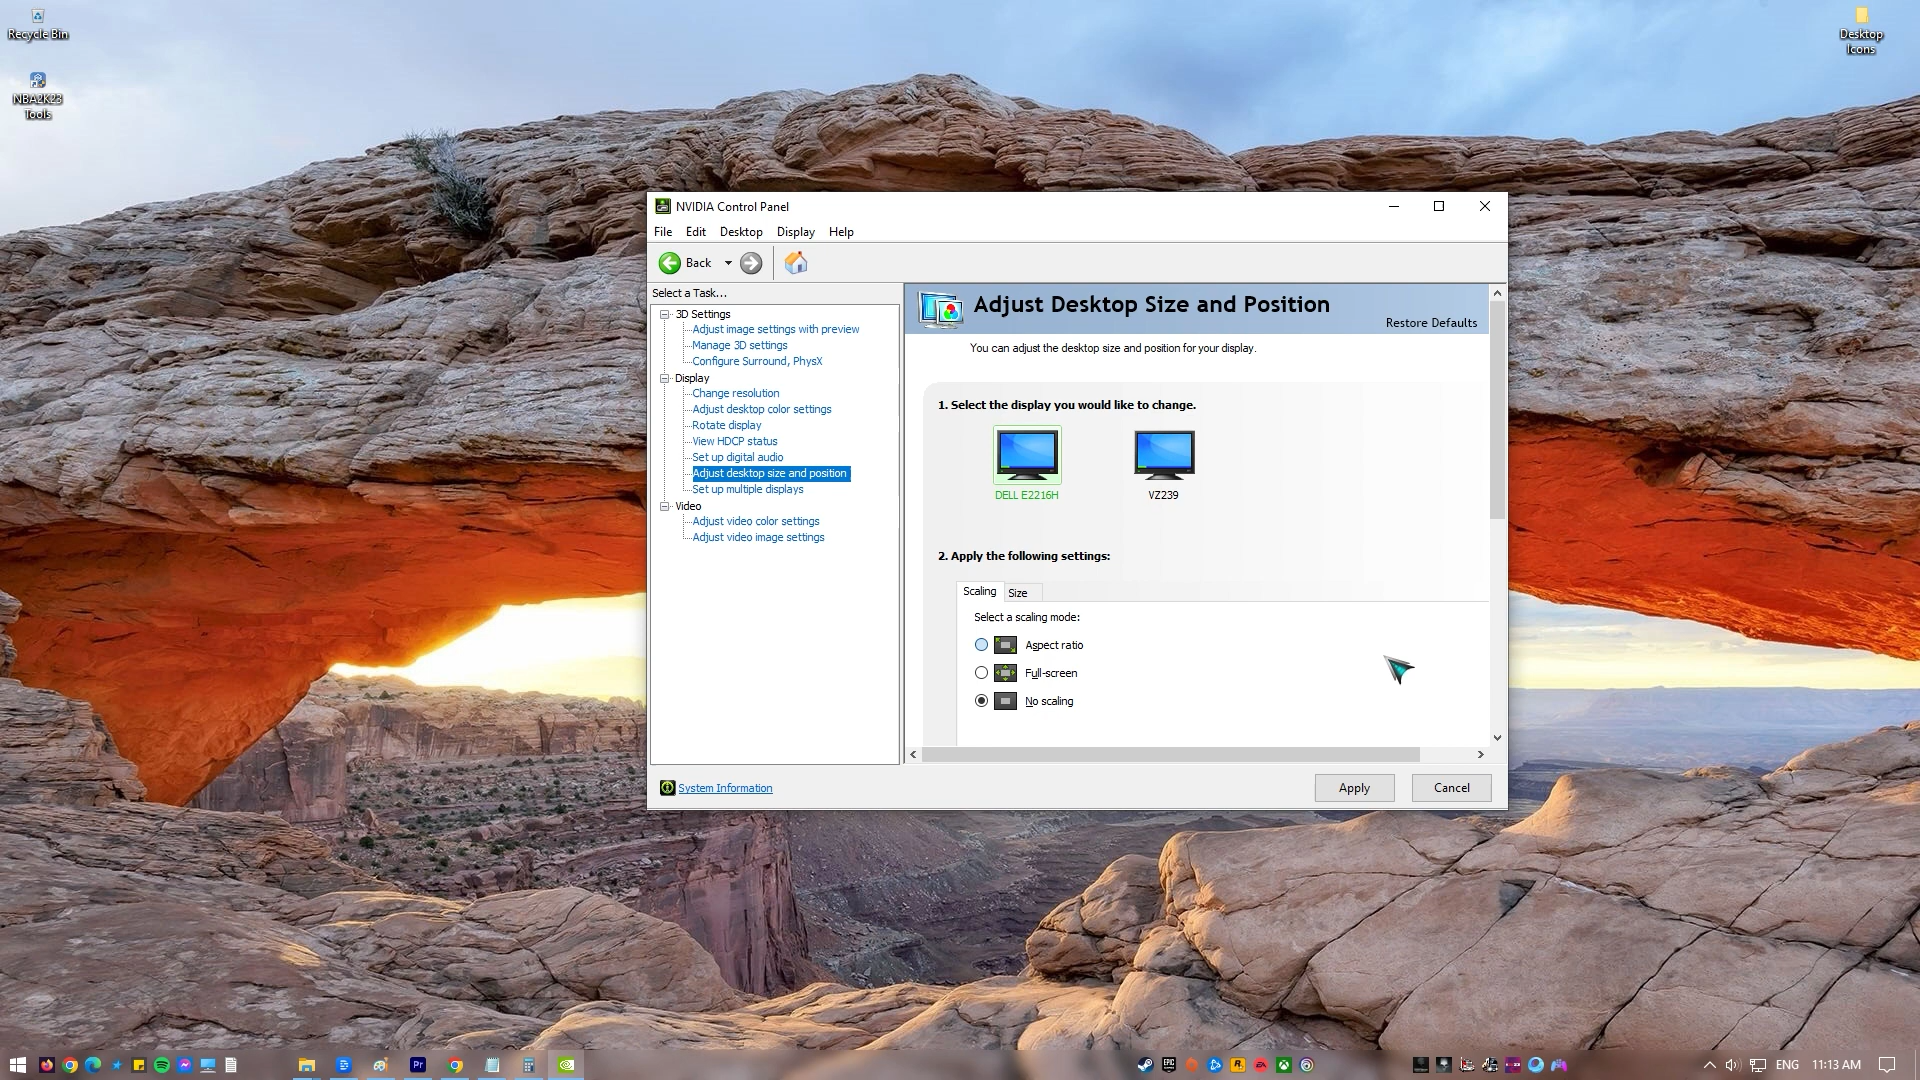 Recycle Bin
NBA2K23
Tools
Desktop
Icons
NVIDIA Control Panel
File Edit Desktop Display Help
Back
Select a Task...
3D Settings
Adjust image settings with preview
Manage 3D settings
Configure Surround, PhysX
Display
Change resolution
Adjust desktop color settings
Rotate display
View HDCP status
Set up digital audio
Adjust desktop size and position
Set up multiple displays
Video
Adjust video color settings
Adjust video image settings
Adjust Desktop Size and Position
Restore Defaults
You can adjust the desktop size and position for your display.
1. Select the display you would like to change.
DELL E2216H VZ239
2. Apply the following settings:
Scaling Size
Select a scaling mode:
Aspect ratio
Full-screen
No scaling
System Information
Apply Cancel
Pr
EPIC
R
EA
ENG 11:13 AM